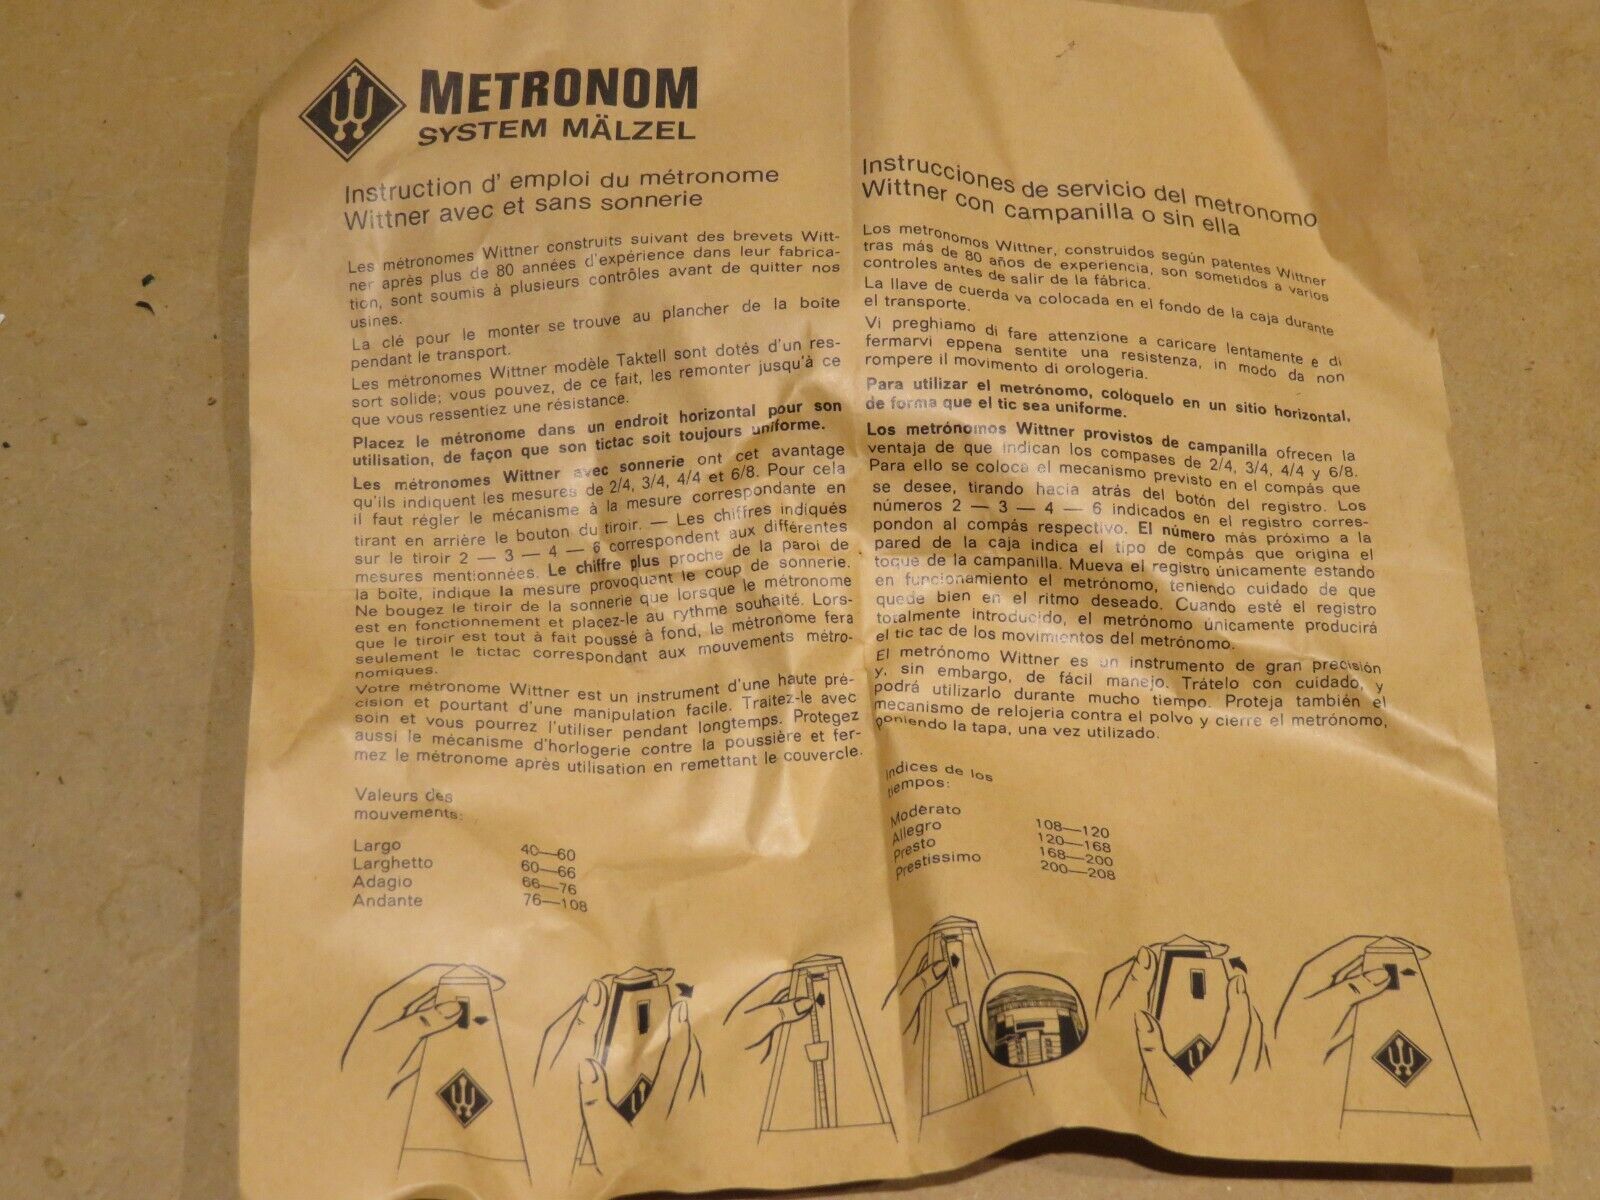 METRONOM
SYSTEM MÄLZEL
Instruction d' emploi du métronome
Wittner avec et sans sonnerie
Les métronomes Wittner construits suivant des brevets Witt-
ner après plus de 80 années d'expérience dans leur fabrica-
tion, sont soumis à plusieurs contrôles avant de quitter nos
usines.
La clé pour le monter se trouve au plancher de la boîte
pendant le transport.
Les métronomes Wittner modèle Taktell sont dotés d'un res-
sort solide; vous pouvez, de ce fait, les remonter jusqu'à ce
que vous ressentiez une résistance.
Placez le métronome dans un endroit horizontal pour son
utilisation, de façon que son tictac soit toujours uniforme.
Les métronomes Wittner avec sonnerie ont cet avantage
qu'ils indiquent les mesures de 2/4, 3/4, 4/4 et 6/8. Pour cela
il faut régler le mécanisme à la mesure correspondante en
tirant en arrière le bouton du tiroir. — Les chiffres indiqués
sur le tiroir 2 — 3 — 4 — 6 correspondent aux différentes
mesures mentionnées. Le chiffre plus proche de la paroi de
la boîte, indique la mesure provoquant le coup de sonnerie.
Ne bougez le tiroir de la sonnerie que lorsque le métronome
est en fonctionnement et placez-le au rythme souhaité. Lors-
que le tiroir est tout à fait poussé à fond, le métronome fera
seulement le tictac correspondant aux mouvements métro-
nomiques.
Votre métronome Wittner est un instrument d'une haute pré-
cision et pourtant d'une manipulation facile. Traitez-le avec
soin et vous pourrez l'utiliser pendant longtemps. Protegez
aussi le mécanisme d'horlogerie contre la poussière et fer-
mez le métronome après utilisation en remettant le couvercle.
Valeurs des
mouvements:
Largo 40—60
Larghetto 60—66
Adagio 66—76
Andante 76—108
Instrucciones de servicio del metronomo
Wittner con campanilla o sin ella
Los metronomos Wittner, construidos según patentes Wittner
tras más de 80 años de experiencia, son sometidos a varios
controles antes de salir de la fábrica.
La llave de cuerda va colocada en el fondo de la caja durante
el transporte.
Vi preghiamo di fare attenzione a caricare lentamente e di
fermarvi eppena sentite una resistenza, in modo da non
rompere il movimento di orologeria.
Para utilizar el metrónomo, colóquelo en un sitio horizontal,
de forma que el tic sea uniforme.
Los metrónomos Wittner provistos de campanilla ofrecen la
ventaja de que indican los compases de 2/4, 3/4, 4/4 y 6/8.
Para ello se coloca el mecanismo previsto en el compás que
se desee, tirando hacia atrás del botón del registro. Los
números 2 — 3 — 4 — 6 indicados en el registro corres-
pondon al compás respectivo. El número más próximo a la
pared de la caja indica el tipo de compás que origina el
toque de la campanilla. Mueva el registro únicamente estando
en funcionamiento el metrónomo, teniendo cuidado de que
quede bien en el ritmo deseado. Cuando esté el registro
totalmente introducido, el metrónomo únicamente producirá
el tic tac de los movimientos del metrónomo.
El metrónomo Wittner es un instrumento de gran precisión
y, sin embargo, de fácil manejo. Trátelo con cuidado, y
podrá utilizarlo durante mucho tiempo. Proteja también el
mecanismo de relojeria contra el polvo y cierre el metrónomo,
poniendo la tapa, una vez utilizado.
Indices de los
tiempos:
Modèrato 108—120
Allegro 120—168
Presto 168—200
Prestissimo 200—208